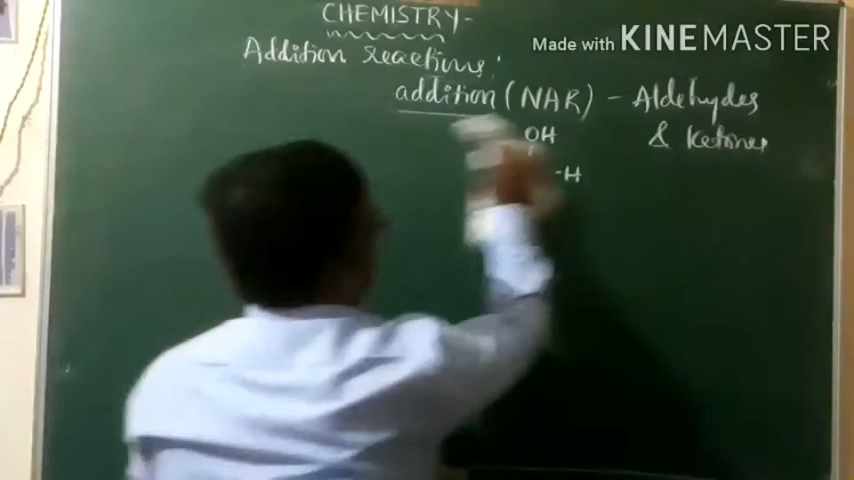 CHEMISTRY-
Made with KINEMASTER
Addition reactions:
addition (NAR) - Aldehydes
& Ketones
OH
-H